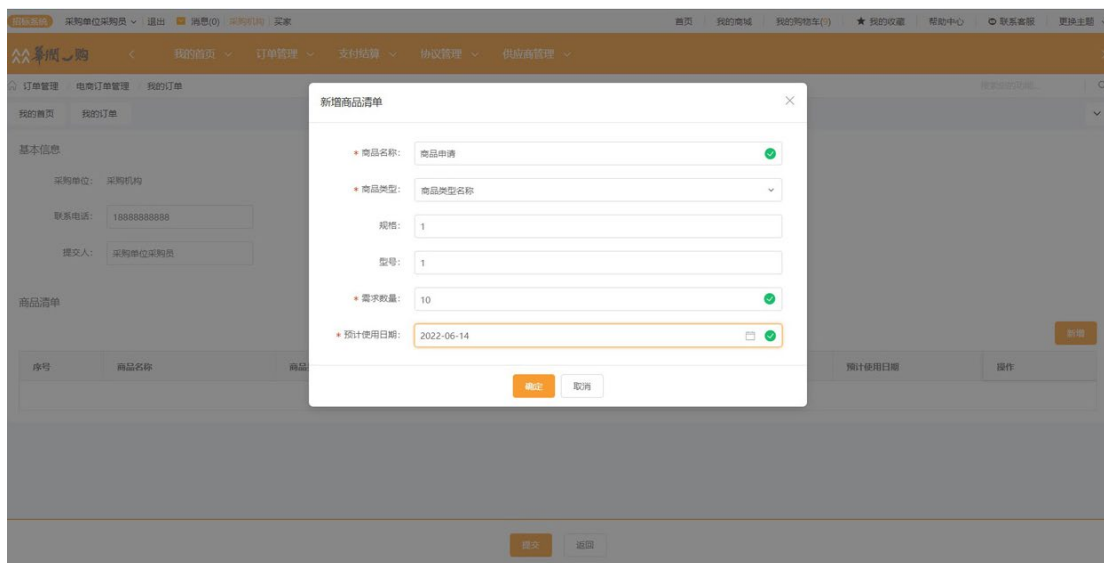 招标系统 采购单位采购员 退出 消息(0) 采购机构 买家 首页 我的商城 我的购物车(0) 我的收藏 帮助中心 联系客服 更换主题
我的首页 订单管理 支付结算 协议管理 供应商管理
订单管理 电商订单管理 我的订单
我的首页 我的订单
新增商品清单
基本信息
* 商品名称: 商品申请
采购单位: 采购机构
* 商品类型: 商品类型名称
联系电话: 18888888888
规格: 1
提交人: 采购单位采购员
型号: 1
商品清单
* 需求数量: 10
* 预计使用日期: 2022-06-14
新增
序号 商品名称 商品 预计使用日期 操作
确定 取消
提交 返回